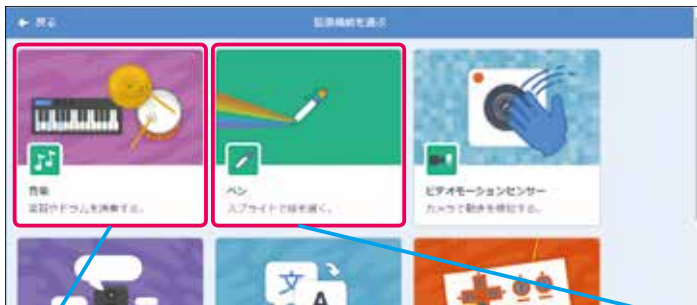 ← 戻る
拡張機能を選ぶ
音楽
楽器やドラムを演奏する。
ペン
スプライトで線を描く。
ビデオモーションセンサー
カメラで動きを検知する。
文
A